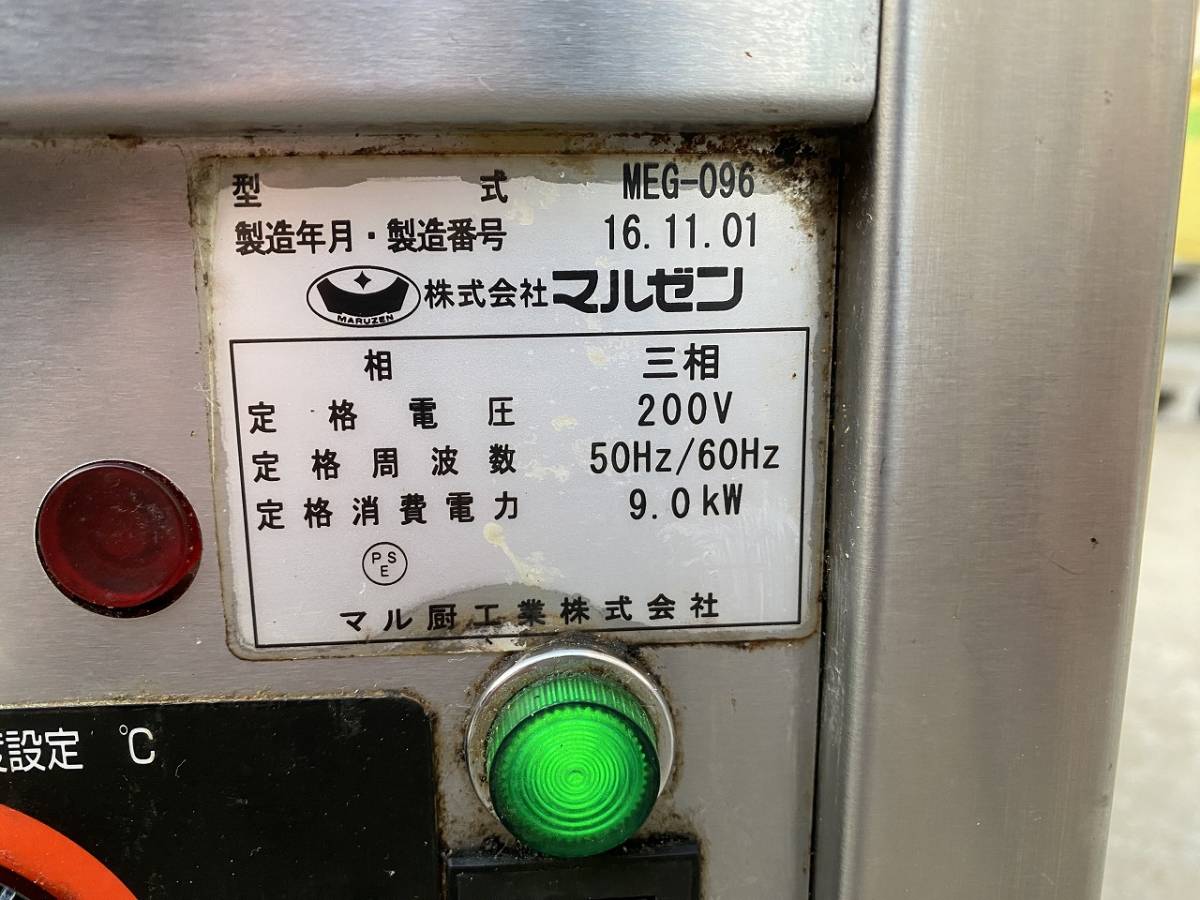 型 式 MEG-096
製造年月・製造番号 16.11.01
MARUZEN 株式会社 マルゼン
相 三相
定格電圧 200V
定格周波数 50Hz/60Hz
定格消費電力 9.0kW
PSE
マル厨工業株式会社
設定 ℃